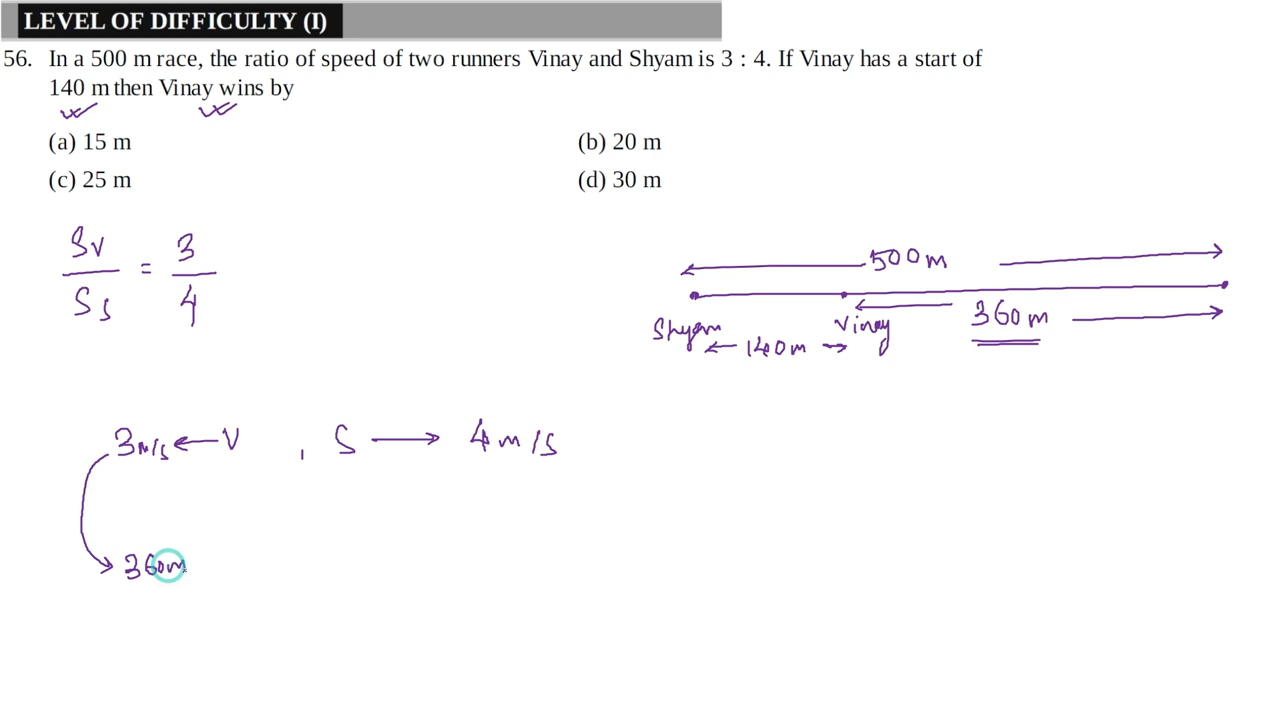 LEVEL OF DIFFICULTY (I)
56. In a 500 m race, the ratio of speed of two runners Vinay and Shyam is 3 : 4. If Vinay has a start of
140 m then Vinay wins by
(a) 15 m (b) 20 m
(c) 25 m (d) 30 m
Sv / Ss = 3 / 4
500m
360m
Shyam Vinay
140m
3m/s ← V , S → 4m/s
360m